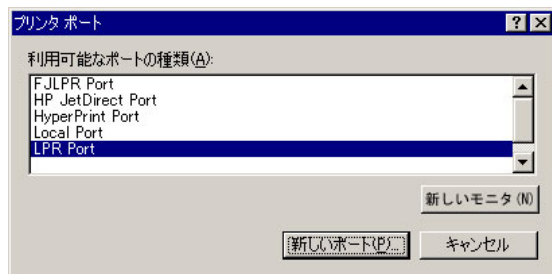 プリンタ ポート
利用可能なポートの種類(A):
FJLPR Port
HP JetDirect Port
HyperPrint Port
Local Port
LPR Port
新しいモニタ(N)
新しいポート(P)...
キャンセル